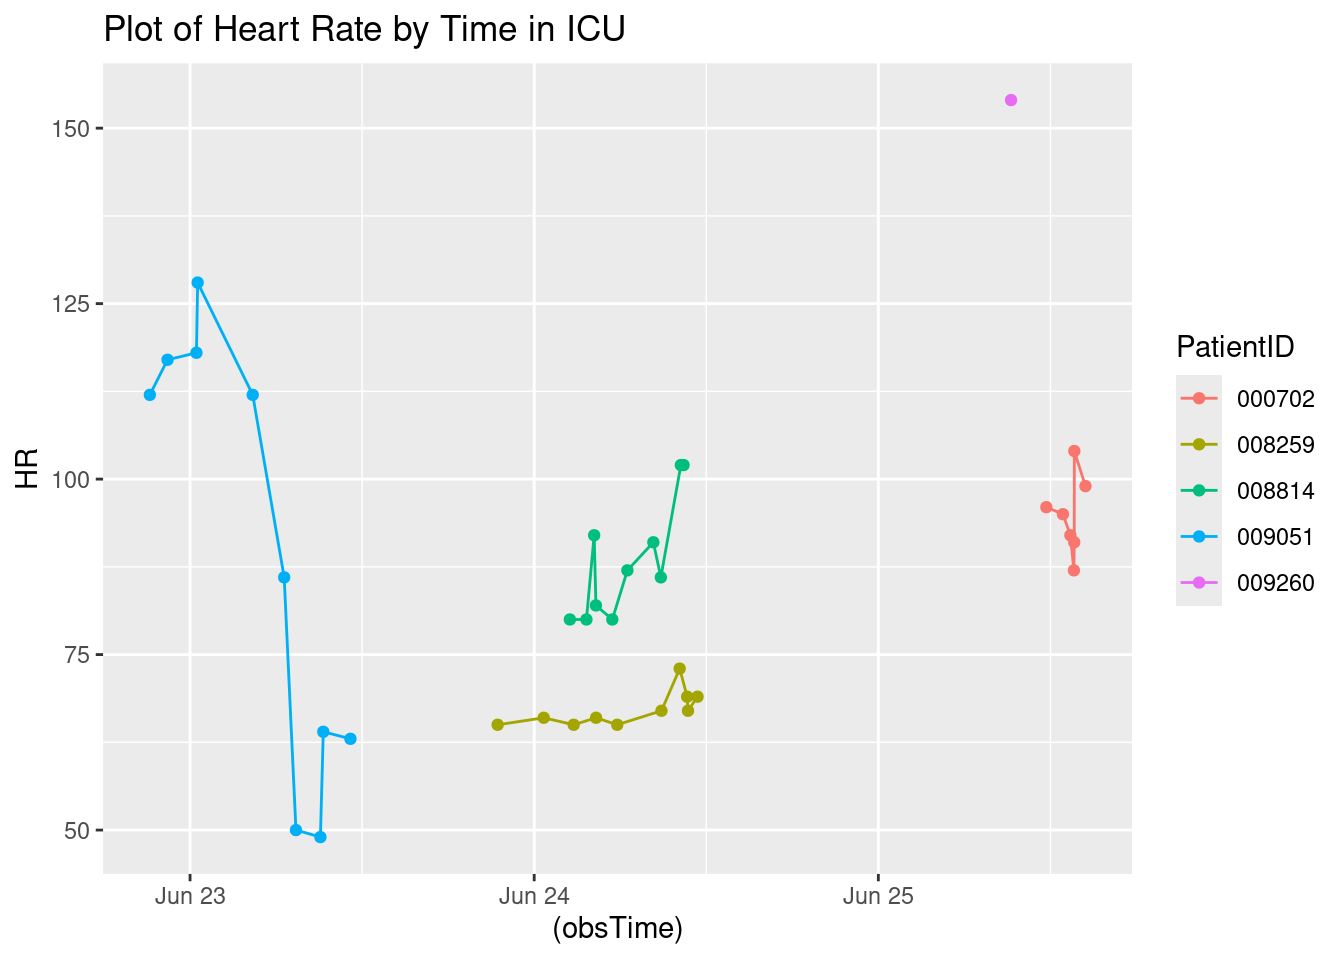 Plot of Heart Rate by Time in ICU
150
125
100
75
50
HR
Jun 23
Jun 24
Jun 25
(obsTime)
PatientID
000702
008259
008814
009051
009260